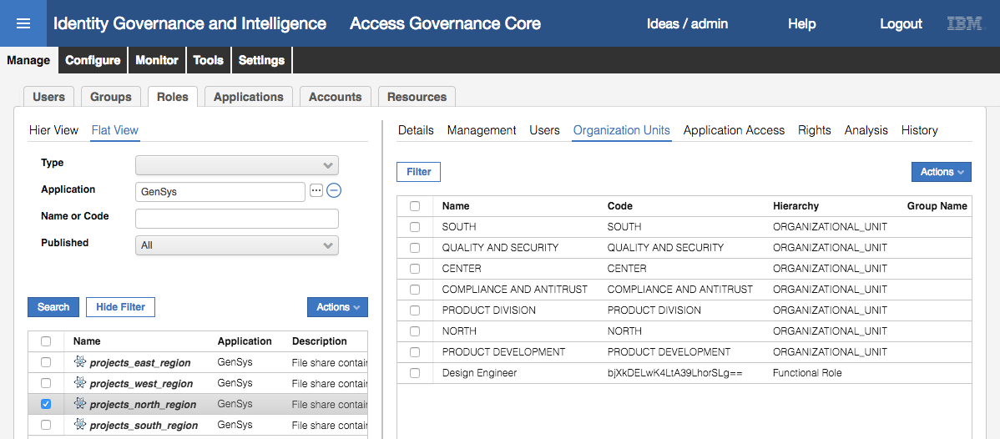 Identity Governance and Intelligence Access Governance Core Ideas / admin Help Logout IBM
Manage Configure Monitor Tools Settings
Users Groups Roles Applications Accounts Resources
Hier View Flat View
Type
Application GenSys
Name or Code
Published All
Search Hide Filter Actions
Name Application Description
projects_east_region GenSys File share contain
projects_west_region GenSys File share contain
projects_north_region GenSys File share contain
projects_south_region GenSys File share contain
Details Management Users Organization Units Application Access Rights Analysis History
Filter Actions
Name Code Hierarchy Group Name
SOUTH SOUTH ORGANIZATIONAL_UNIT
QUALITY AND SECURITY QUALITY AND SECURITY ORGANIZATIONAL_UNIT
CENTER CENTER ORGANIZATIONAL_UNIT
COMPLIANCE AND ANTITRUST COMPLIANCE AND ANTITRUST ORGANIZATIONAL_UNIT
PRODUCT DIVISION PRODUCT DIVISION ORGANIZATIONAL_UNIT
NORTH NORTH ORGANIZATIONAL_UNIT
PRODUCT DEVELOPMENT PRODUCT DEVELOPMENT ORGANIZATIONAL_UNIT
Design Engineer bjXkDELwK4LtA39LhorSLg== Functional Role